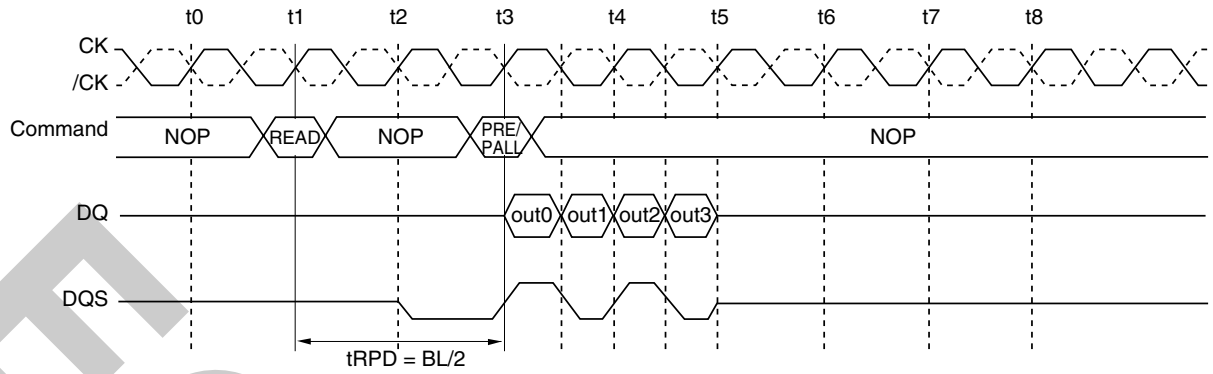 t0 t1 t2 t3 t4 t5 t6 t7 t8
CK
/CK
Command NOP READ NOP PRE/ PALL NOP
DQ out0 out1 out2 out3
DQS
tRPD = BL/2